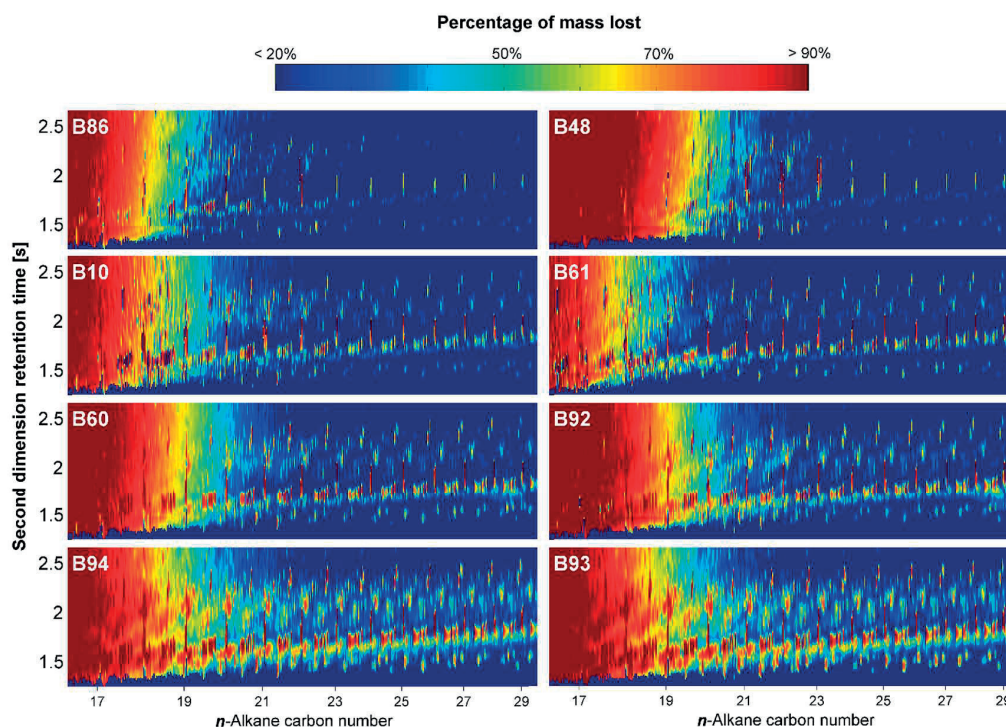 Percentage of mass lost
< 20% 50% 70% > 90%
B86 B48
2.5
2
1.5
B10 B61
2.5
2
1.5
B60 B92
2.5
2
1.5
B94 B93
2.5
2
1.5
Second dimension retention time [s]
17 19 21 23 25 27 29 17 19 21 23 25 27 29
n-Alkane carbon number n-Alkane carbon number